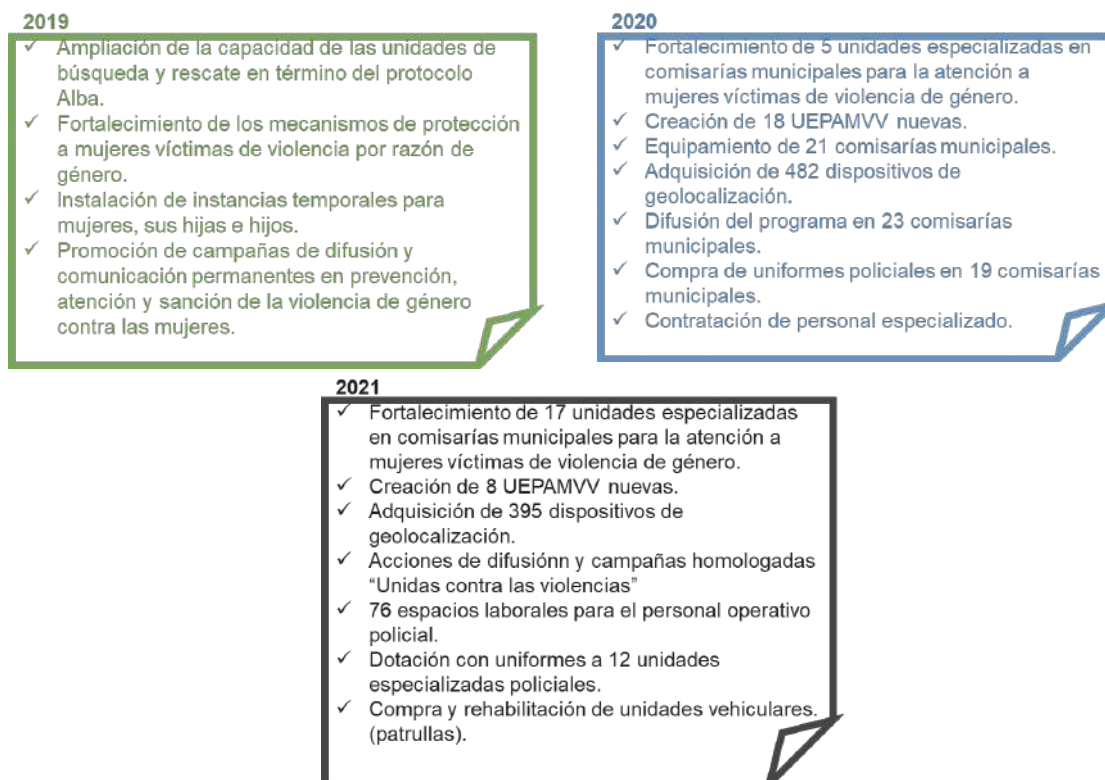 2019
✓ Ampliación de la capacidad de las unidades de
búsqueda y rescate en término del protocolo
Alba.
✓ Fortalecimiento de los mecanismos de protección
a mujeres víctimas de violencia por razón de
género.
✓ Instalación de instancias temporales para
mujeres, sus hijas e hijos.
✓ Promoción de campañas de difusión y
comunicación permanentes en prevención,
atención y sanción de la violencia de género
contra las mujeres.
2020
✓ Fortalecimiento de 5 unidades especializadas en
comisarías municipales para la atención a
mujeres víctimas de violencia de género.
✓ Creación de 18 UEPAMVV nuevas.
✓ Equipamiento de 21 comisarías municipales.
✓ Adquisición de 482 dispositivos de
geolocalización.
✓ Difusión del programa en 23 comisarías
municipales.
✓ Compra de uniformes policiales en 19 comisarías
municipales.
✓ Contratación de personal especializado.
2021
✓ Fortalecimiento de 17 unidades especializadas
en comisarías municipales para la atención a
mujeres víctimas de violencia de género.
✓ Creación de 8 UEPAMVV nuevas.
✓ Adquisición de 395 dispositivos de
geolocalización.
✓ Acciones de difusiónn y campañas homologadas
“Unidas contra las violencias”
✓ 76 espacios laborales para el personal operativo
policial.
✓ Dotación con uniformes a 12 unidades
especializadas policiales.
✓ Compra y rehabilitación de unidades vehiculares.
(patrullas).